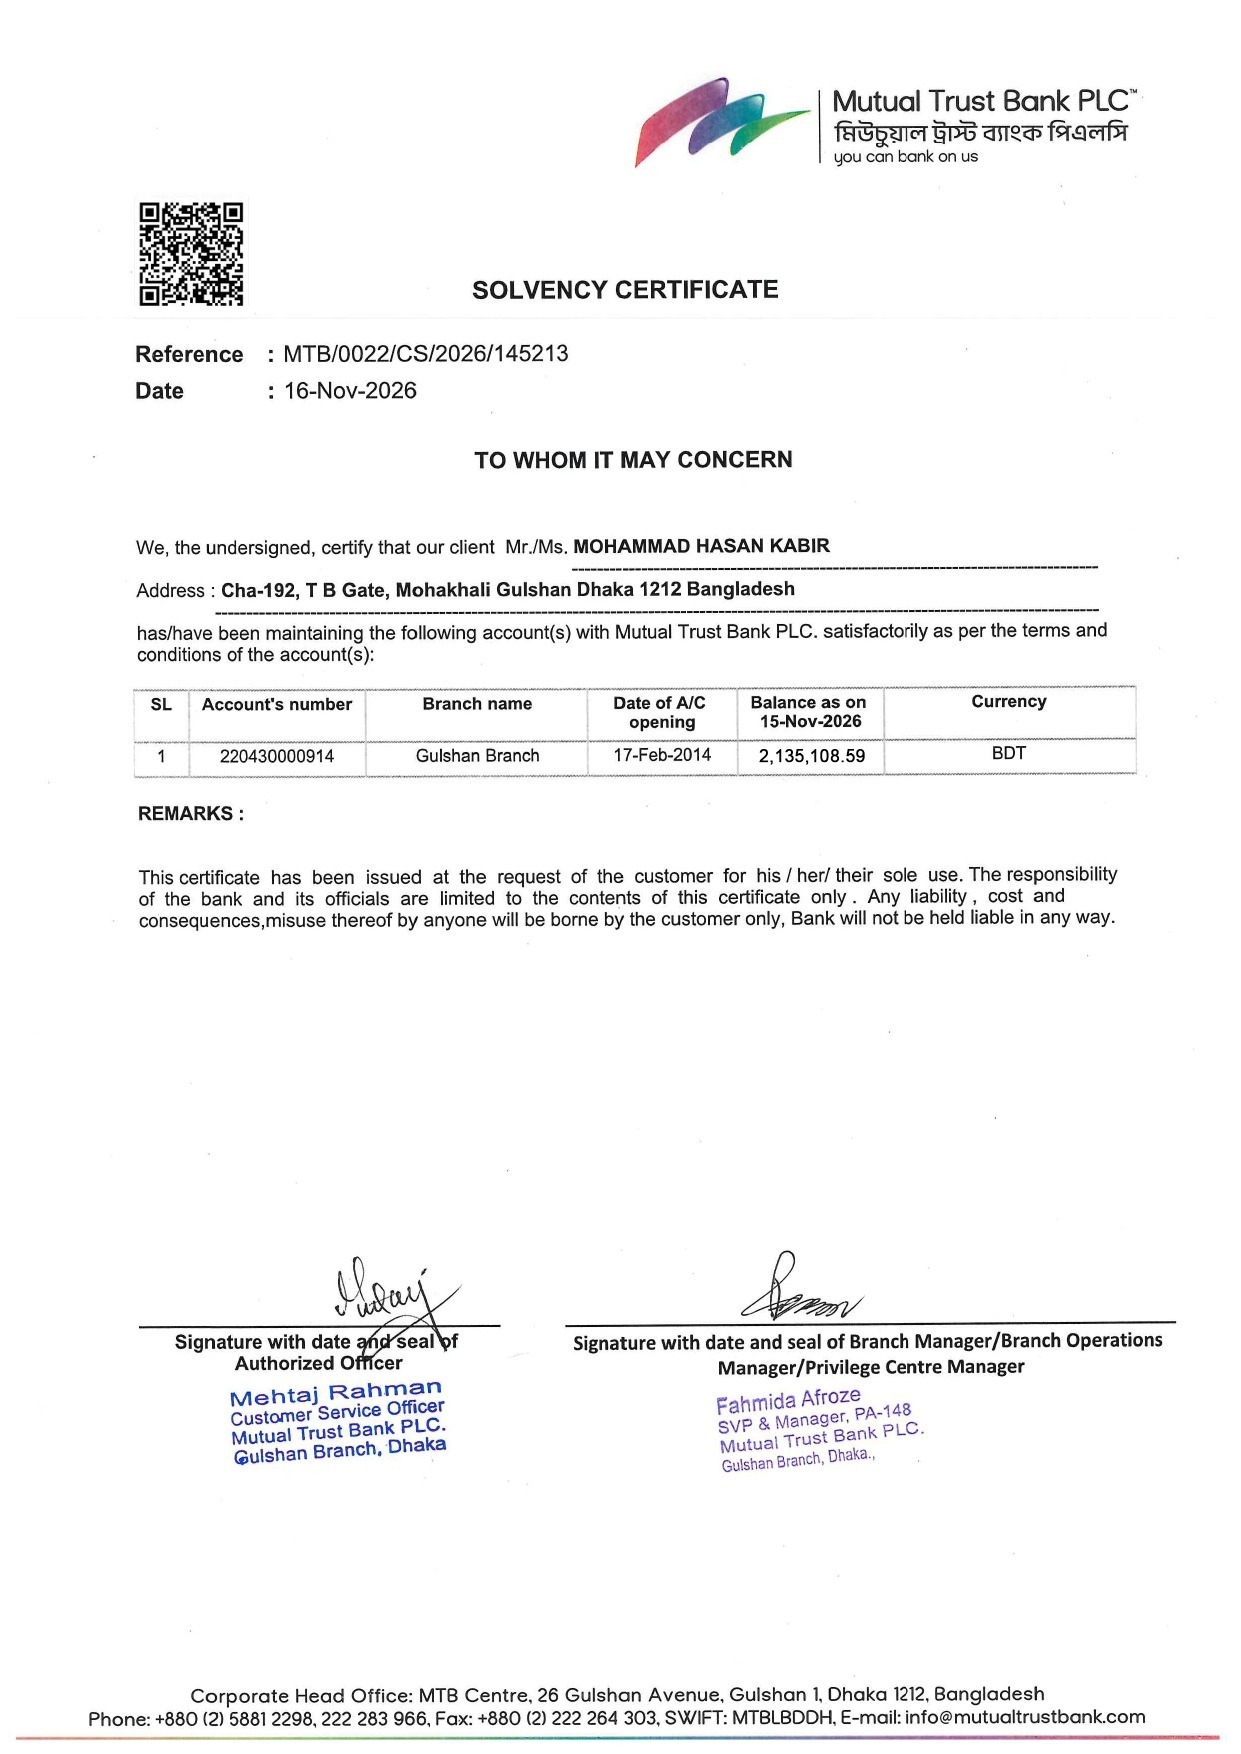 Mutual Trust Bank PLC™
মিউচুয়াল ট্রাস্ট ব্যাংক পিএলসি
you can bank on us
SOLVENCY CERTIFICATE
Reference : MTB/0022/CS/2026/145213
Date : 16-Nov-2026
TO WHOM IT MAY CONCERN
We, the undersigned, certify that our client Mr./Ms. MOHAMMAD HASAN KABIR
Address : Cha-192, T B Gate, Mohakhali Gulshan Dhaka 1212 Bangladesh
has/have been maintaining the following account(s) with Mutual Trust Bank PLC. satisfactorily as per the terms and
conditions of the account(s):
SL Account's number Branch name Date of A/C opening Balance as on 15-Nov-2026 Currency
1 220430000914 Gulshan Branch 17-Feb-2014 2,135,108.59 BDT
REMARKS :
This certificate has been issued at the request of the customer for his / her/ their sole use. The responsibility
of the bank and its officials are limited to the contents of this certificate only . Any liability , cost and
consequences,misuse thereof by anyone will be borne by the customer only, Bank will not be held liable in any way.
Signature with date and seal of
Authorized Officer
Mehtaj Rahman
Customer Service Officer
Mutual Trust Bank PLC.
Gulshan Branch, Dhaka
Signature with date and seal of Branch Manager/Branch Operations
Manager/Privilege Centre Manager
Fahmida Afroze
SVP & Manager, PA-148
Mutual Trust Bank PLC.
Gulshan Branch, Dhaka.,
Corporate Head Office: MTB Centre, 26 Gulshan Avenue, Gulshan 1, Dhaka 1212, Bangladesh
Phone: +880 (2) 5881 2298, 222 283 966, Fax: +880 (2) 222 264 303, SWIFT: MTBLBDDH, E-mail: info@mutualtrustbank.com